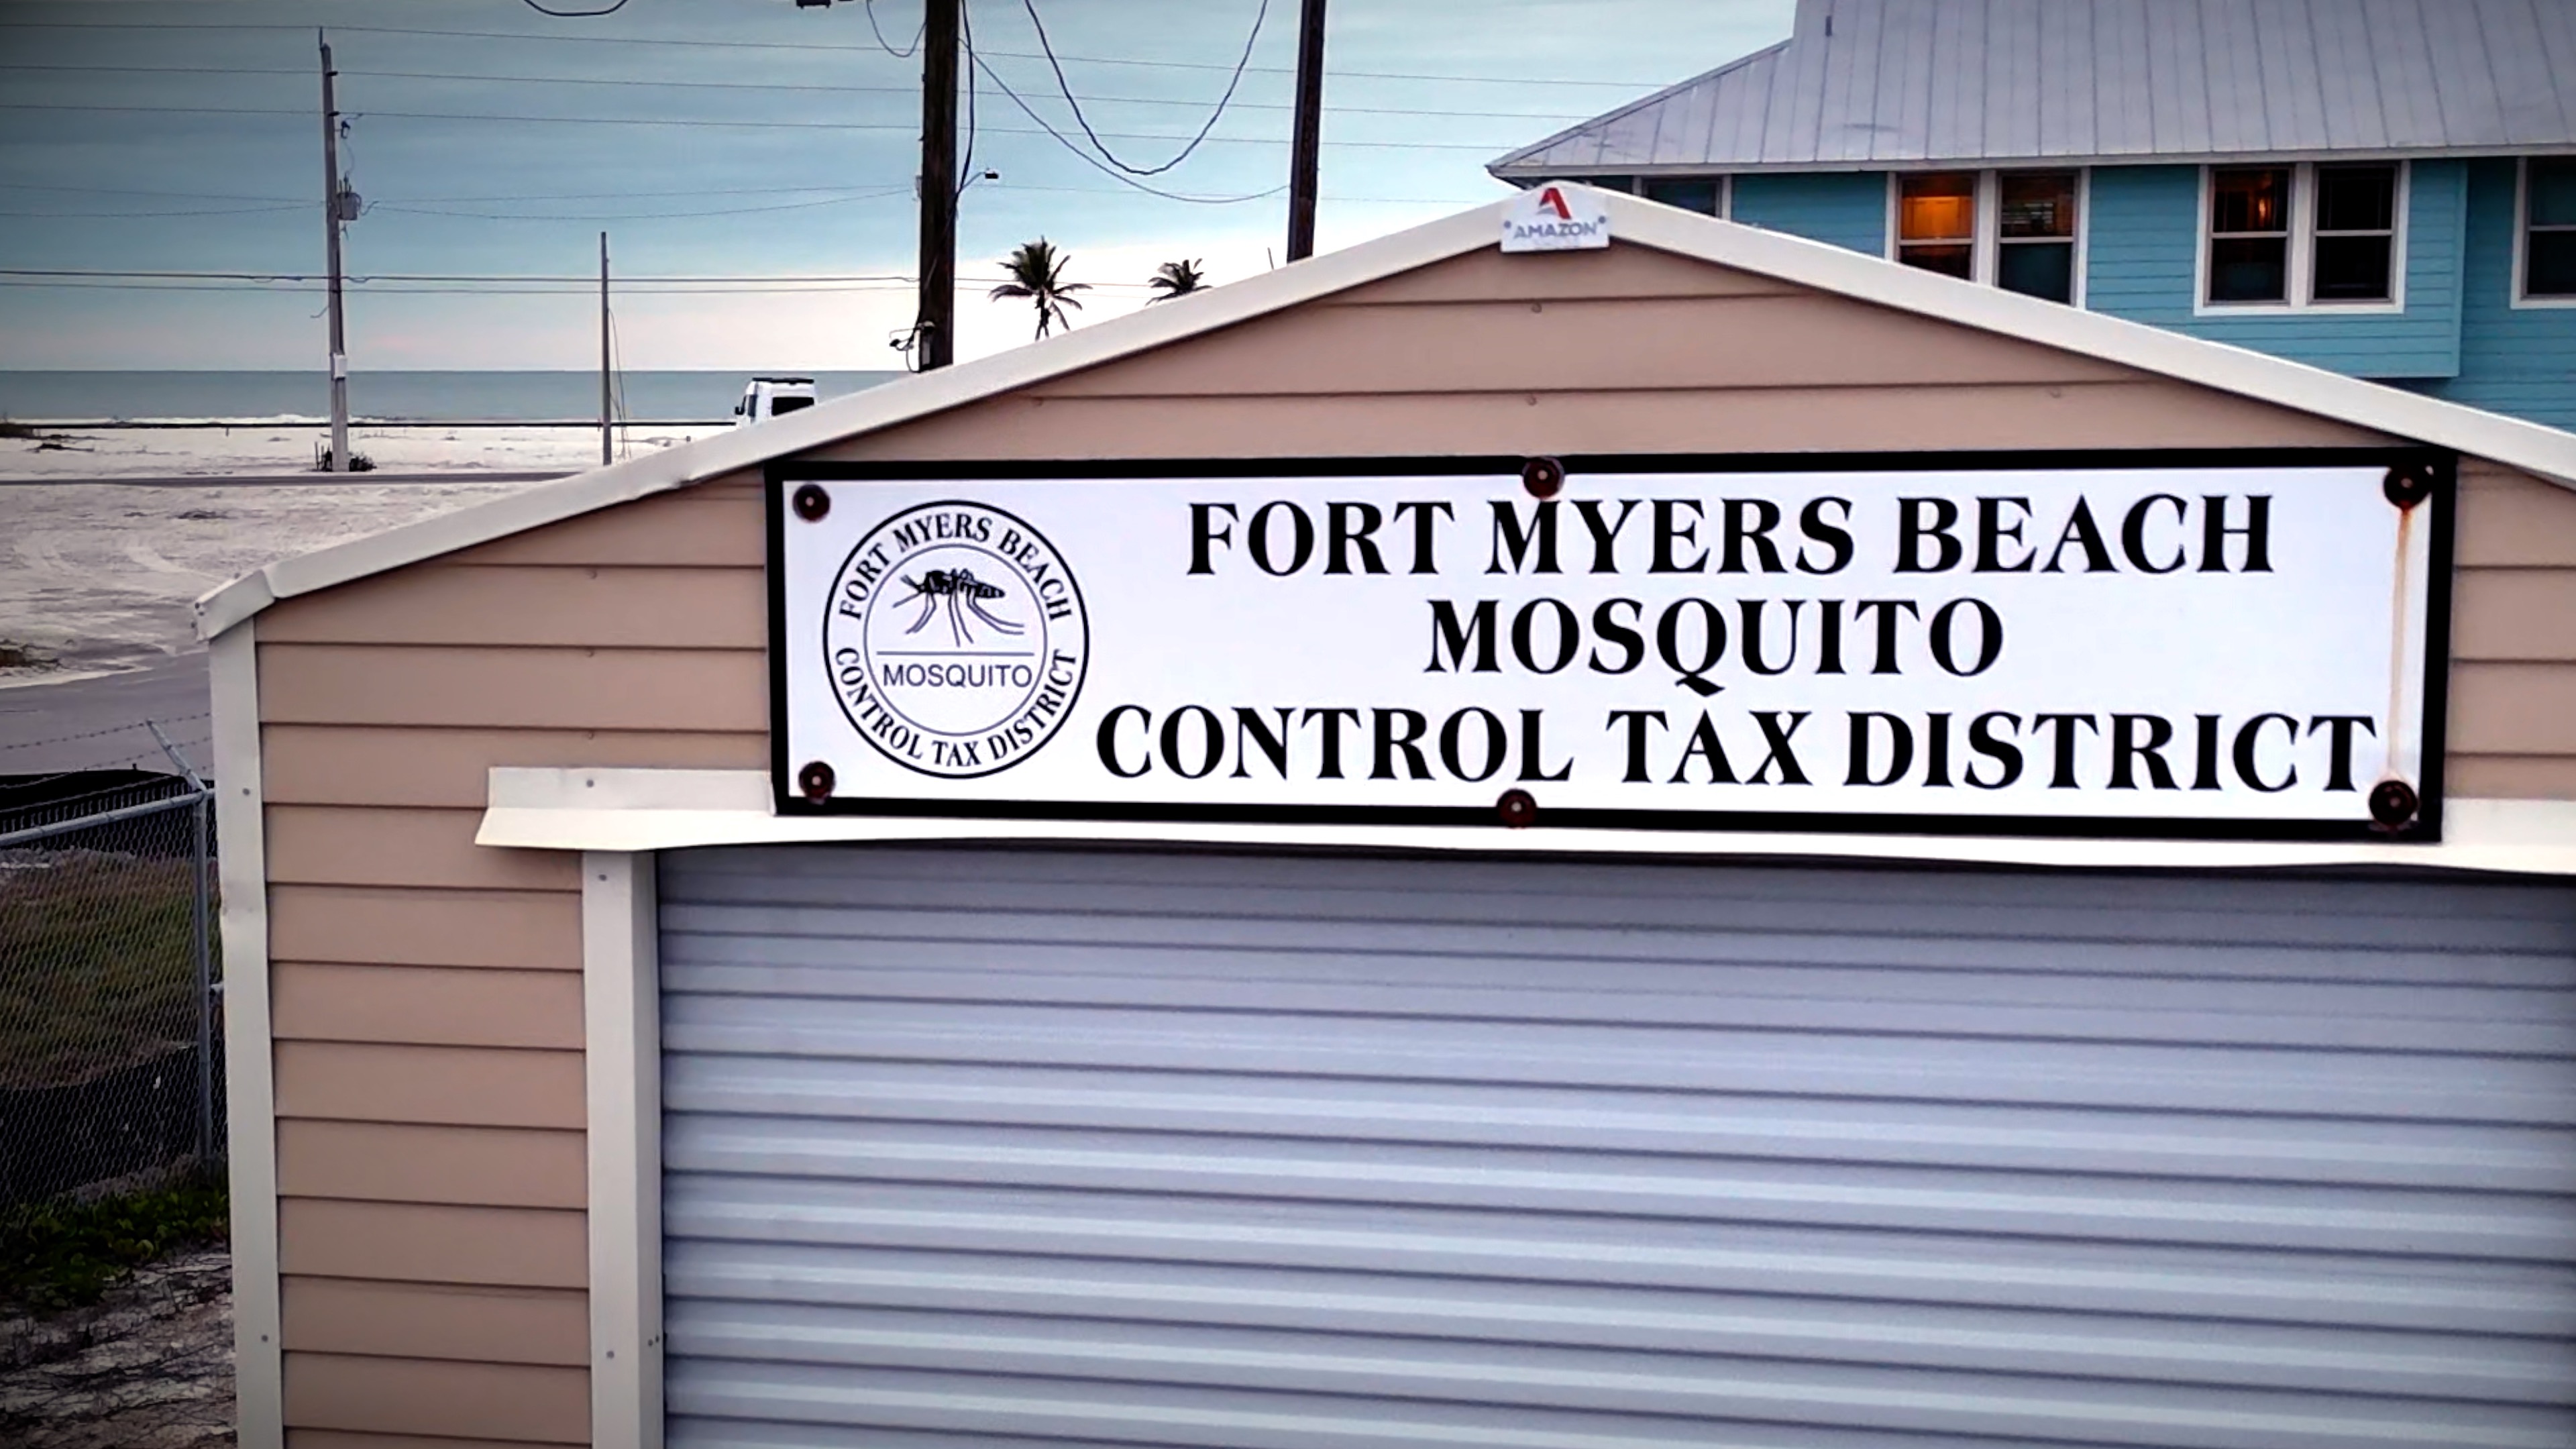 AMAZON
FORT MYERS BEACH
MOSQUITO
CONTROL TAX DISTRICT
FORT MYERS BEACH
MOSQUITO
CONTROL TAX DISTRICT